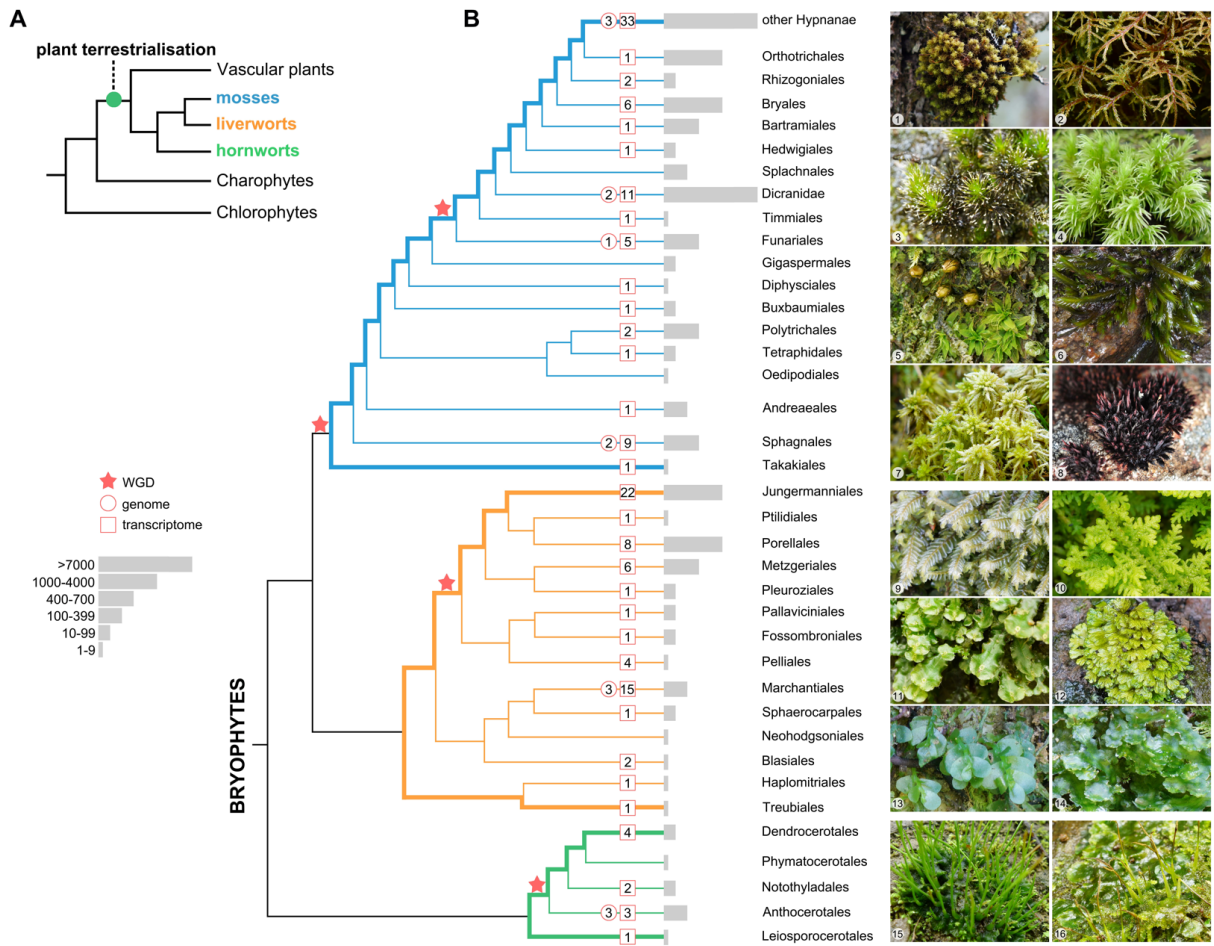 A
plant terrestrialisation
Vascular plants
mosses
liverworts
hornworts
Charophytes
Chlorophytes
WGD
genome
transcriptome
>7000
1000-4000
400-700
100-399
10-99
1-9
B
BRYOPHYTES
3 33 other Hypnanae
1 Orthotrichales
2 Rhizogoniales
6 Bryales
1 Bartramiales
1 Hedwigiales
Splachnales
2 11 Dicranidae
1 Timmiales
1 5 Funariales
Gigaspermales
1 Diphysciales
1 Buxbaumiales
2 Polytrichales
1 Tetraphidales
Oedipodiales
1 Andreaeales
2 9 Sphagnales
1 Takakiales
22 Jungermanniales
1 Ptilidiales
8 Porellales
6 Metzgeriales
1 Pleuroziales
1 Pallaviciniales
1 Fossombroniales
4 Pelliales
3 15 Marchantiales
1 Sphaerocarpales
Neohodgsoniales
2 Blasiales
1 Haplomitriales
1 Treubiales
4 Dendrocerotales
Phymatocerotales
2 Notothyladales
3 3 Anthocerotales
1 Leiosporocerotales
1
2
3
4
5
6
7
8
9
10
11
12
13
14
15
16